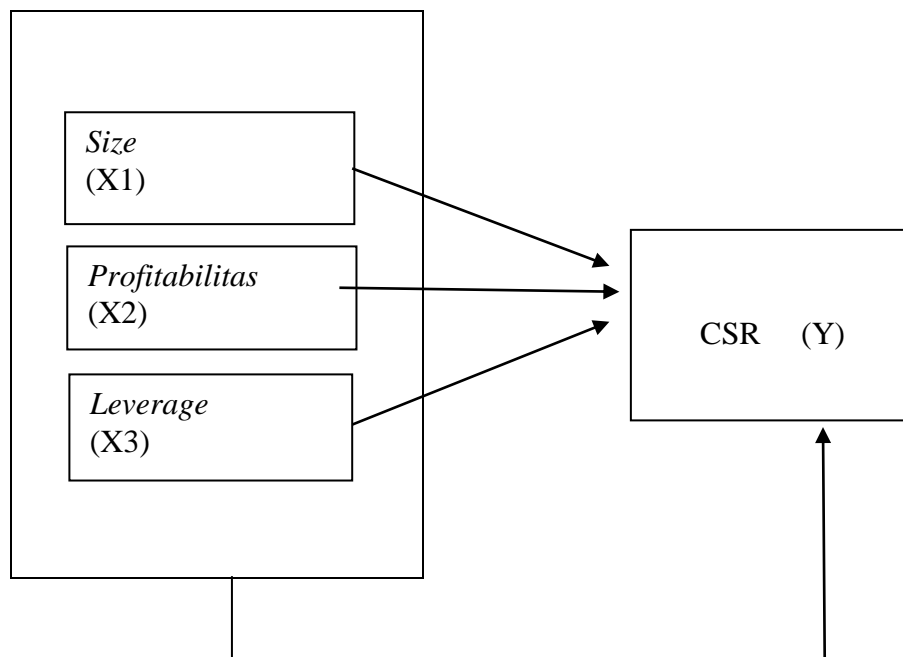 Size
(X1)
Profitabilitas
(X2)
CSR (Y)
Leverage
(X3)